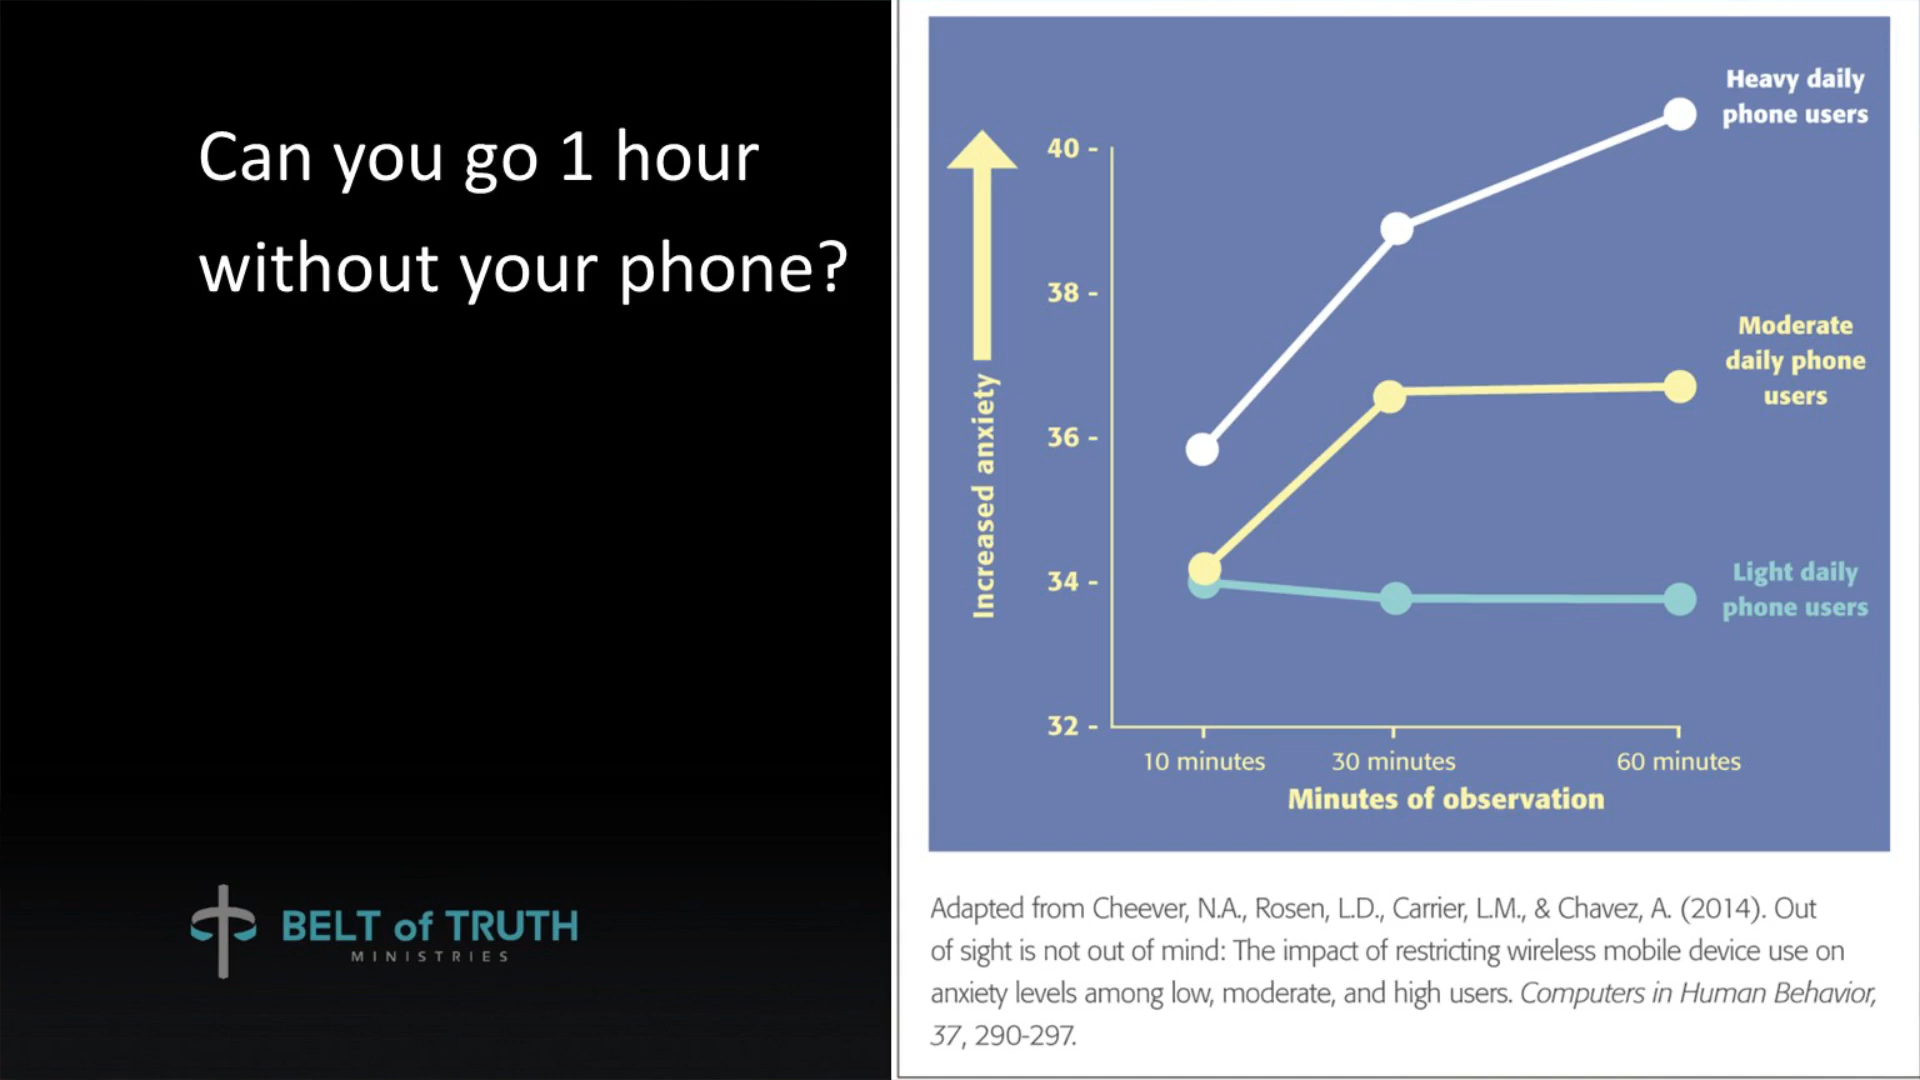 Can you go 1 hour
without your phone?
BELT of TRUTH
MINISTRIES
Heavy daily
phone users
Moderate
daily phone
users
Light daily
phone users
Increased anxiety
40 -
38 -
36 -
34 -
32 -
10 minutes 30 minutes 60 minutes
Minutes of observation
Adapted from Cheever, N.A., Rosen, L.D., Carrier, L.M., & Chavez, A. (2014). Out
of sight is not out of mind: The impact of restricting wireless mobile device use on
anxiety levels among low, moderate, and high users. Computers in Human Behavior,
37, 290-297.